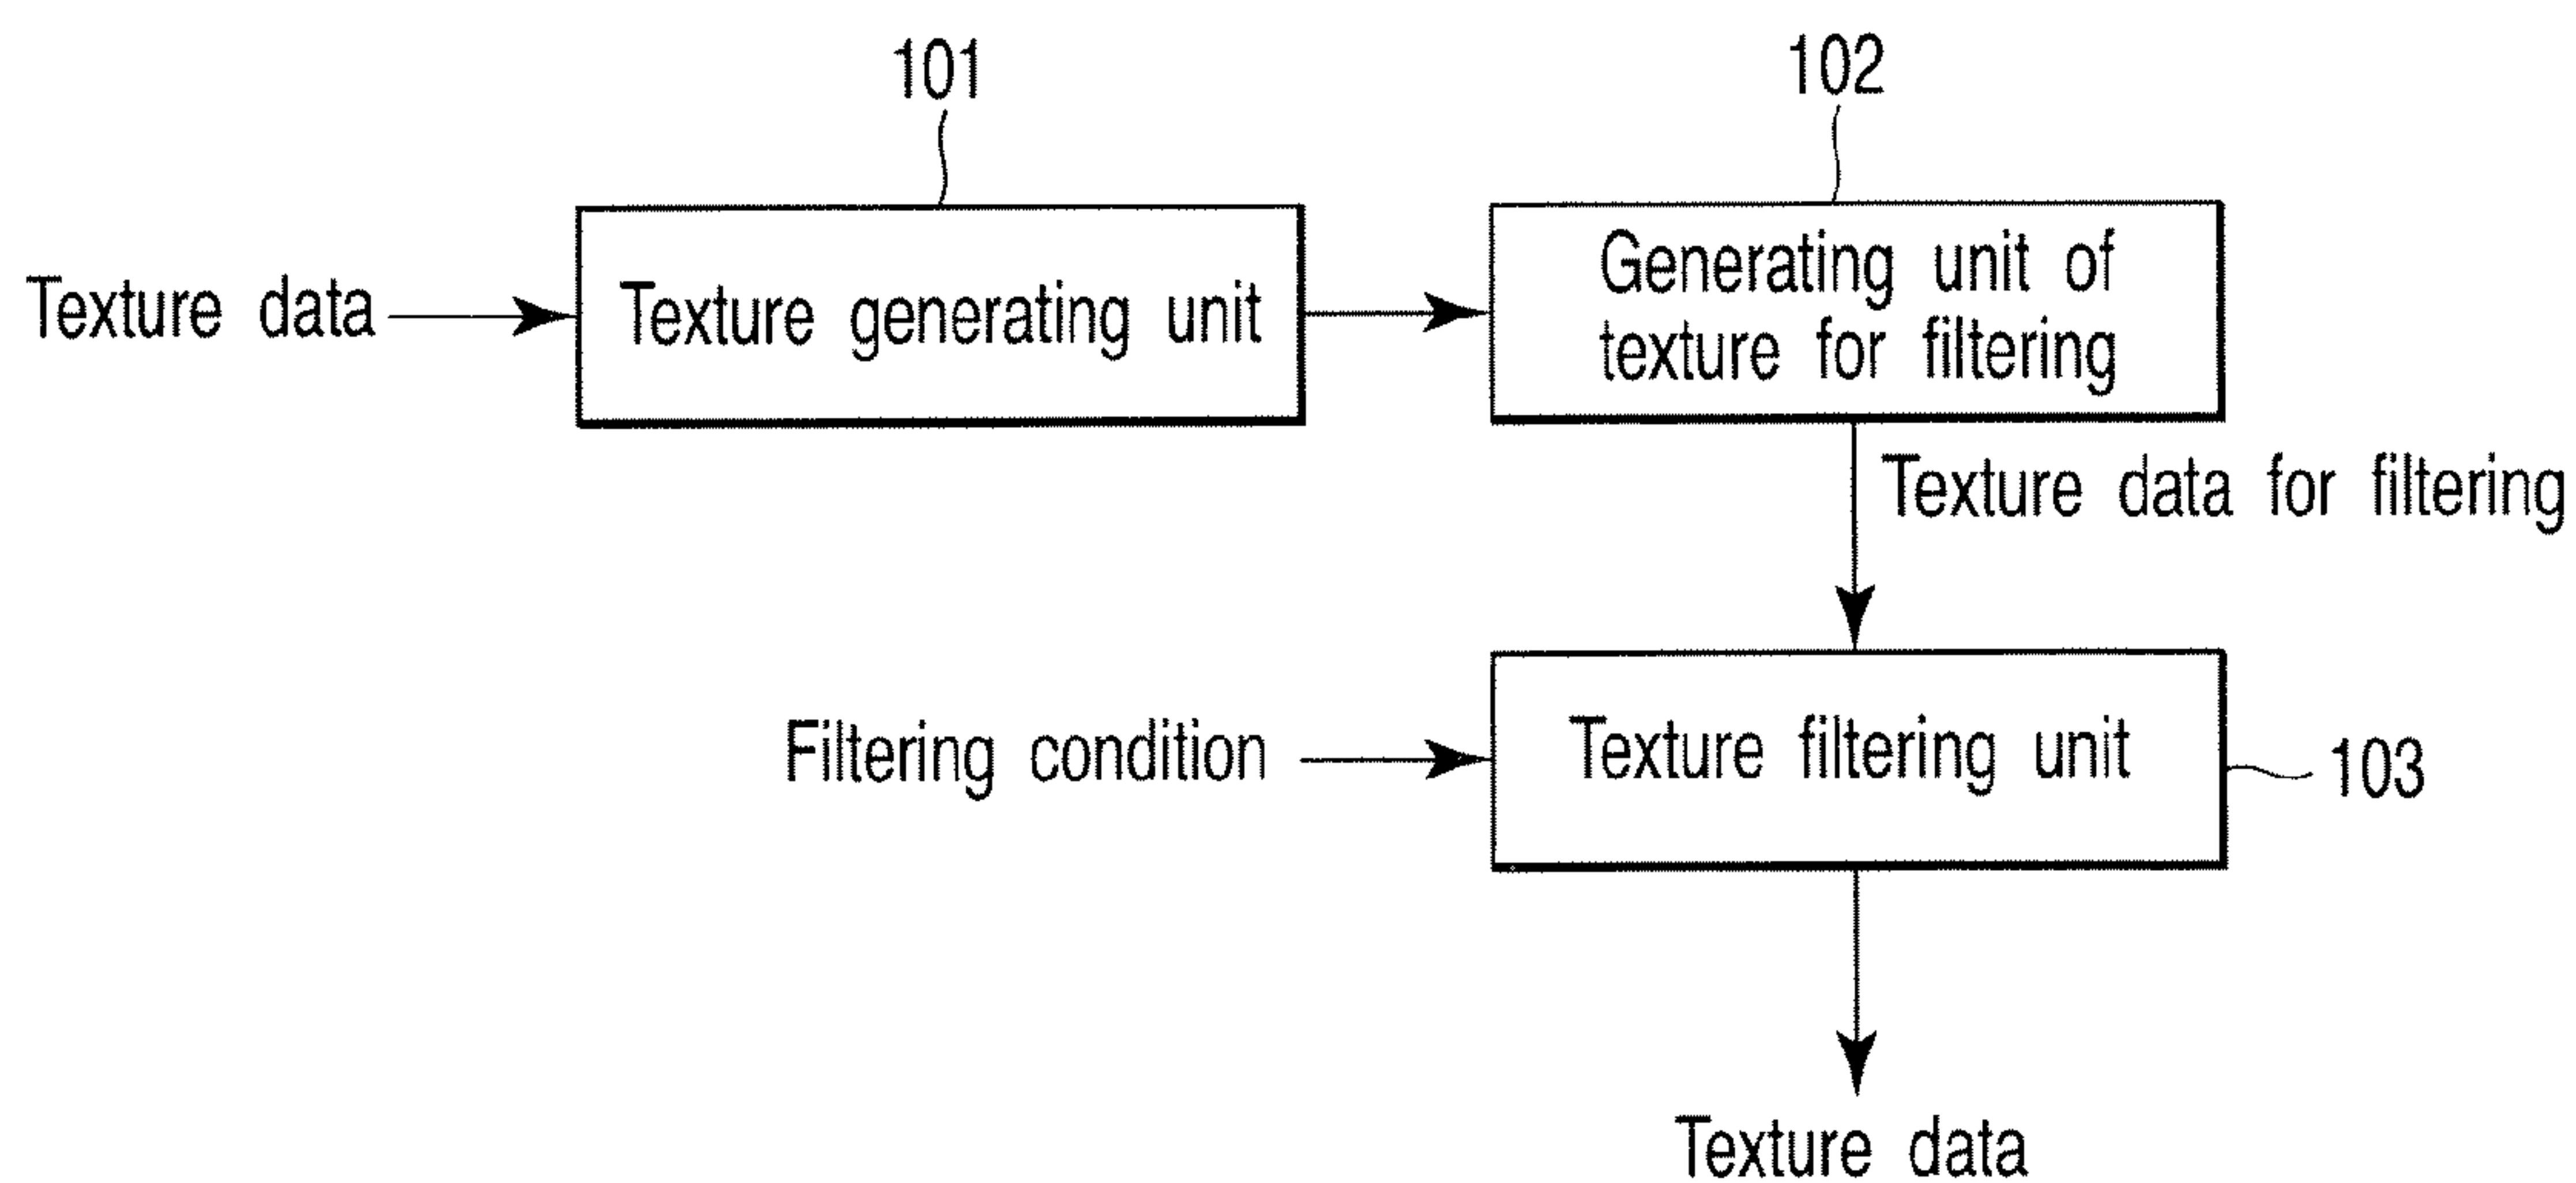 101
102
Texture data
Texture generating unit
Generating unit of
texture for filtering
Texture data for filtering
Filtering condition
Texture filtering unit
103
Texture data